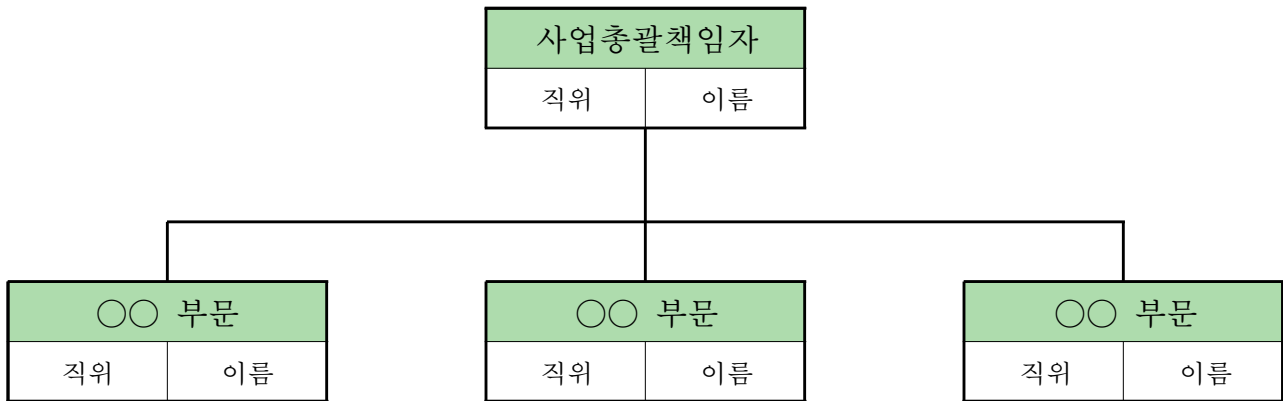 사업총괄책임자
직위 이름
○○ 부문 ○○ 부문 ○○ 부문
직위 이름 직위 이름 직위 이름